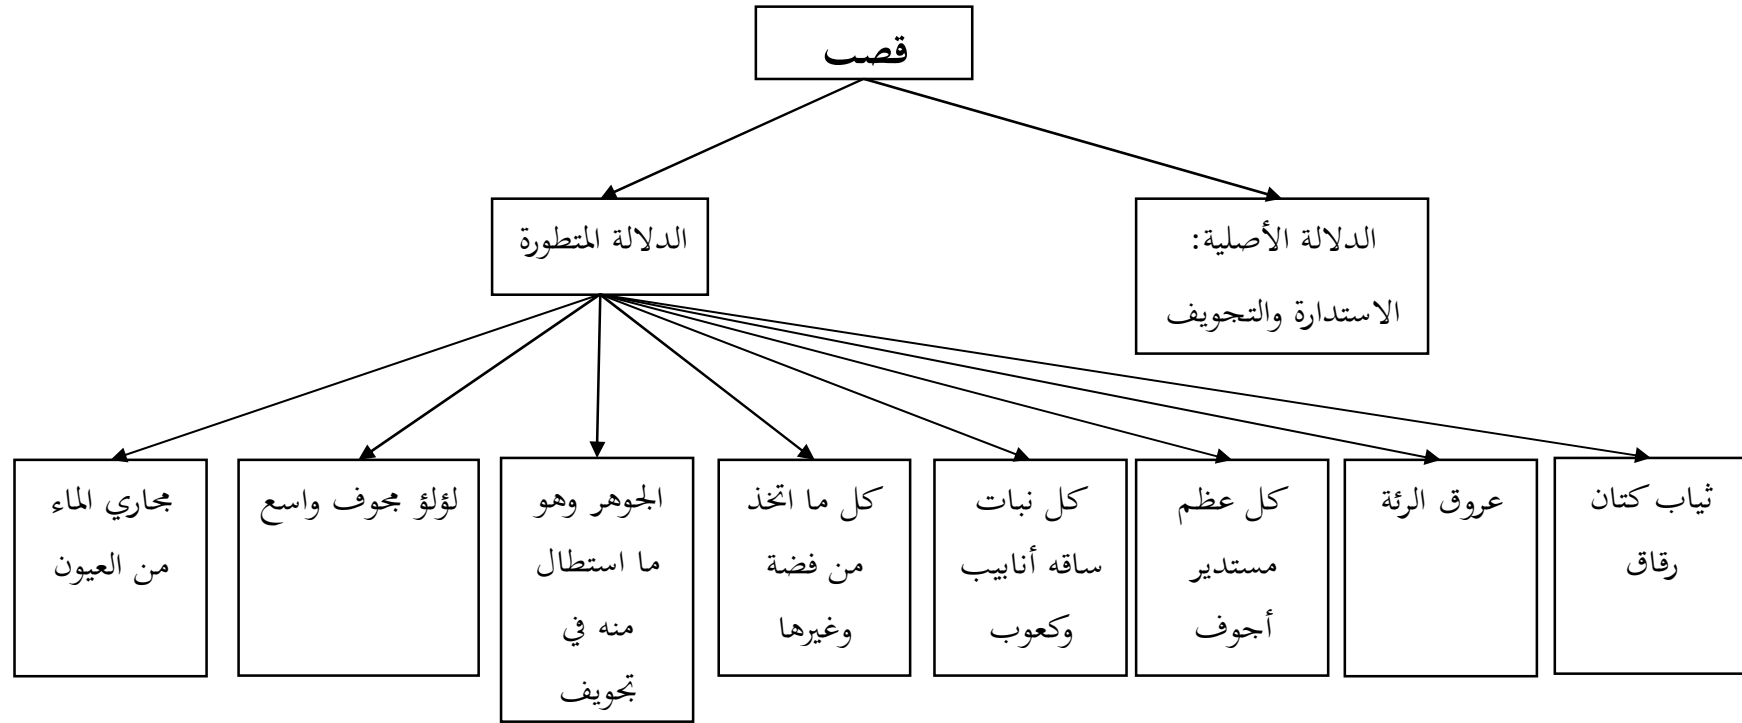 قصب
الدلالة الأصلية:
الاستدارة والتجويف
الدلالة المتطورة
ثياب كتان
رقاق
عروق الرئة
كل عظم
مستدير
أجوف
كل نبات
ساقه أنابيب
وكعوب
كل ما اتخذ
من فضة
وغيرها
الجوهر وهو
ما استطال
منه في
تجويف
لؤلؤ مجوف واسع
مجاري الماء
من العيون